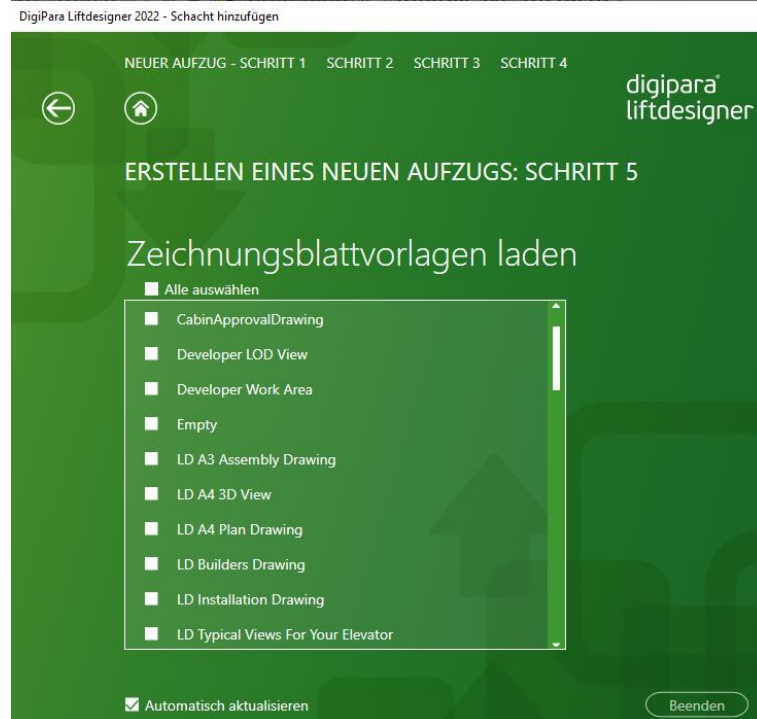 DigiPara Liftdesigner 2022 - Schacht hinzufügen
NEUER AUFZUG - SCHRITT 1 SCHRITT 2 SCHRITT 3 SCHRITT 4
digipara®
liftdesigner
ERSTELLEN EINES NEUEN AUFZUGS: SCHRITT 5
Zeichnungsblattvorlagen laden
Alle auswählen
CabinApprovalDrawing
Developer LOD View
Developer Work Area
Empty
LD A3 Assembly Drawing
LD A4 3D View
LD A4 Plan Drawing
LD Builders Drawing
LD Installation Drawing
LD Typical Views For Your Elevator
Automatisch aktualisieren
Beenden